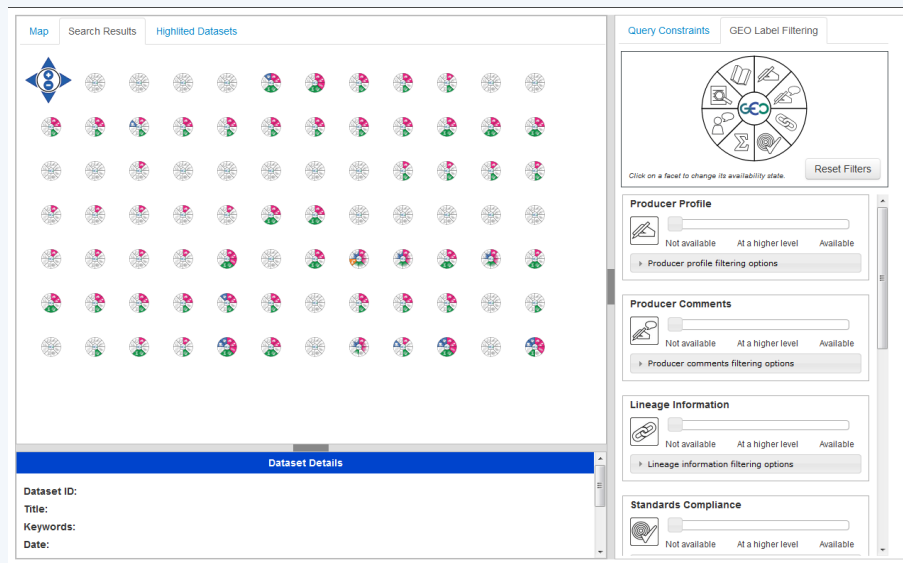 Map
Search Results
Highlited Datasets
Dataset Details
Dataset ID:
Title:
Keywords:
Date:
Query Constraints
GEO Label Filtering
GEO
Click on a facet to change its availability state.
Reset Filters
Producer Profile
Not available At a higher level Available
Producer profile filtering options
Producer Comments
Not available At a higher level Available
Producer comments filtering options
Lineage Information
Not available At a higher level Available
Lineage information filtering options
Standards Compliance
Not available At a higher level Available